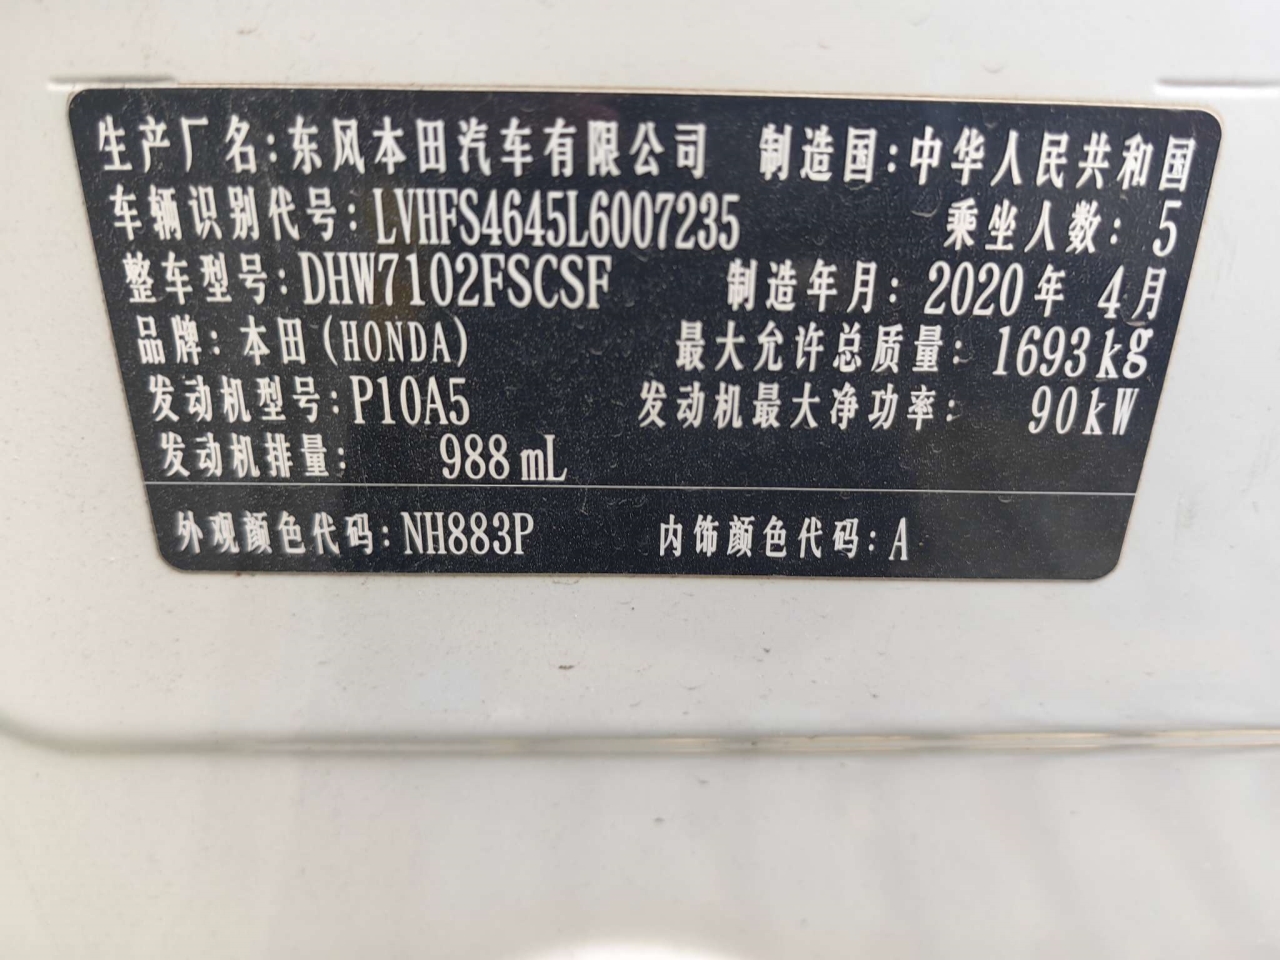 生产厂名:东风本田汽车有限公司 制造国:中华人民共和国
车辆识别代号:LVHFS4645L6007235 乘坐人数:5
整车型号:DHW7102FSCSF 制造年月:2020年 4月
品牌:本田(HONDA) 最大允许总质量:1693kg
发动机型号:P10A5 发动机最大净功率:90kW
发动机排量: 988mL
外观颜色代码:NH883P 内饰颜色代码:A